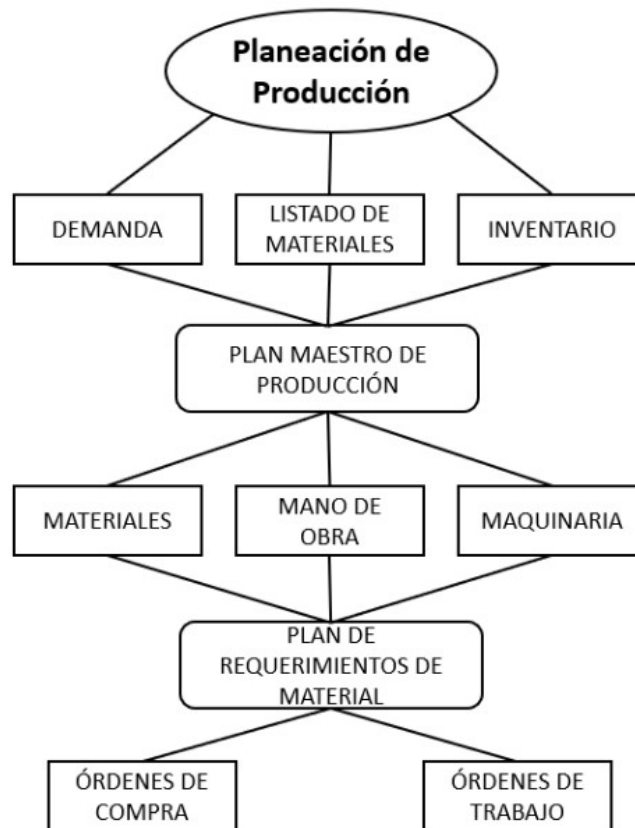 Planeación de
Producción
DEMANDA
LISTADO DE
MATERIALES
INVENTARIO
PLAN MAESTRO DE
PRODUCCIÓN
MATERIALES
MANO DE
OBRA
MAQUINARIA
PLAN DE
REQUERIMIENTOS DE
MATERIAL
ÓRDENES DE
COMPRA
ÓRDENES DE
TRABAJO